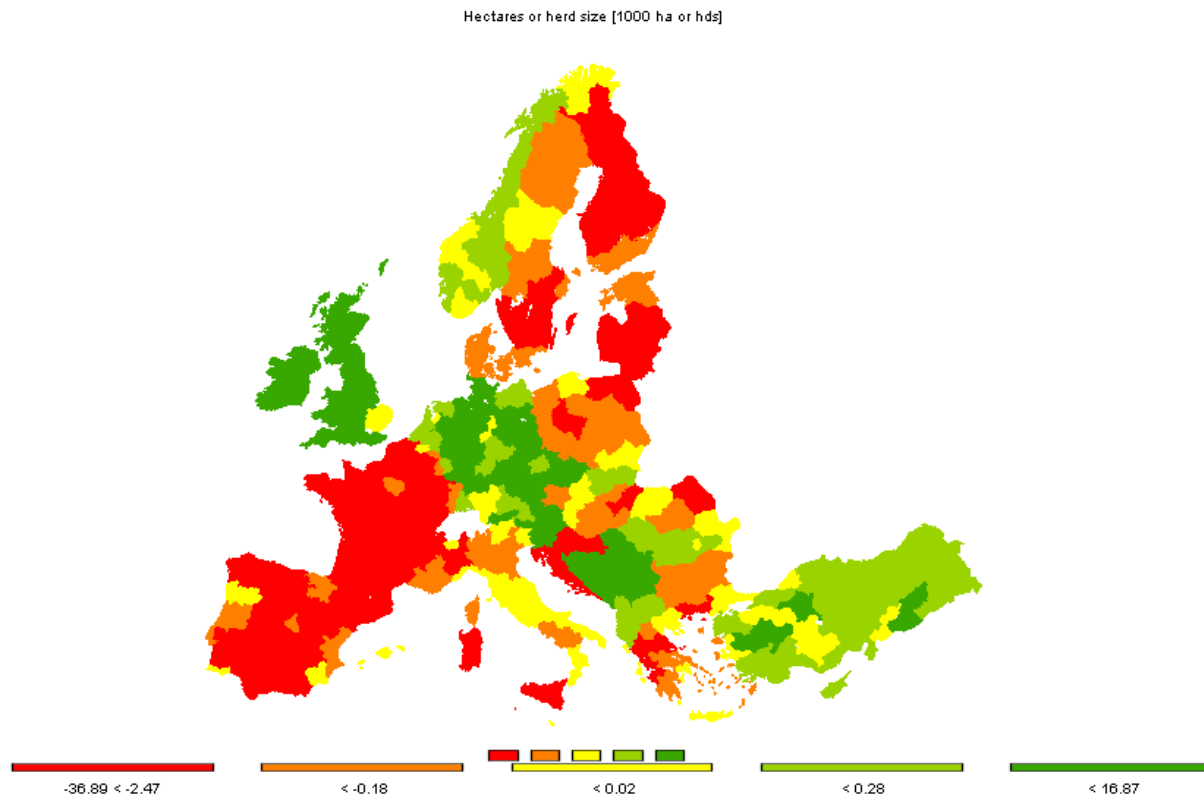 Hectares or herd size [1000 ha or hds]
-36.89 < -2.47
< -0.18
< 0.02
< 0.28
< 16.87